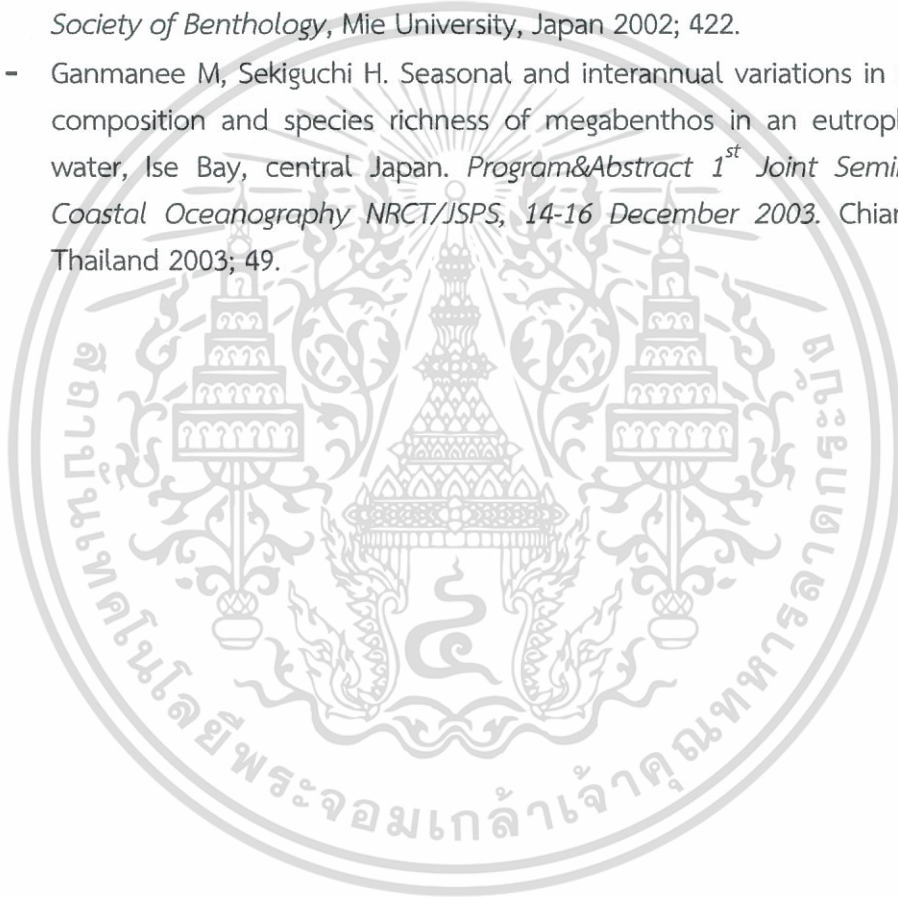 Society of Benthology, Mie University, Japan 2002; 422.
- Ganmanee M, Sekiguchi H. Seasonal and interannual variations in
composition and species richness of megabenthos in an eutroph
water, Ise Bay, central Japan. Program&Abstract 1st Joint Semi
Coastal Oceanography NRCT/JSPS, 14-16 December 2003. Chian
Thailand 2003; 49.
สถาบันเทคโนโลยีพระจอมเกล้าเจ้าคุณทหารลาดกระบัง